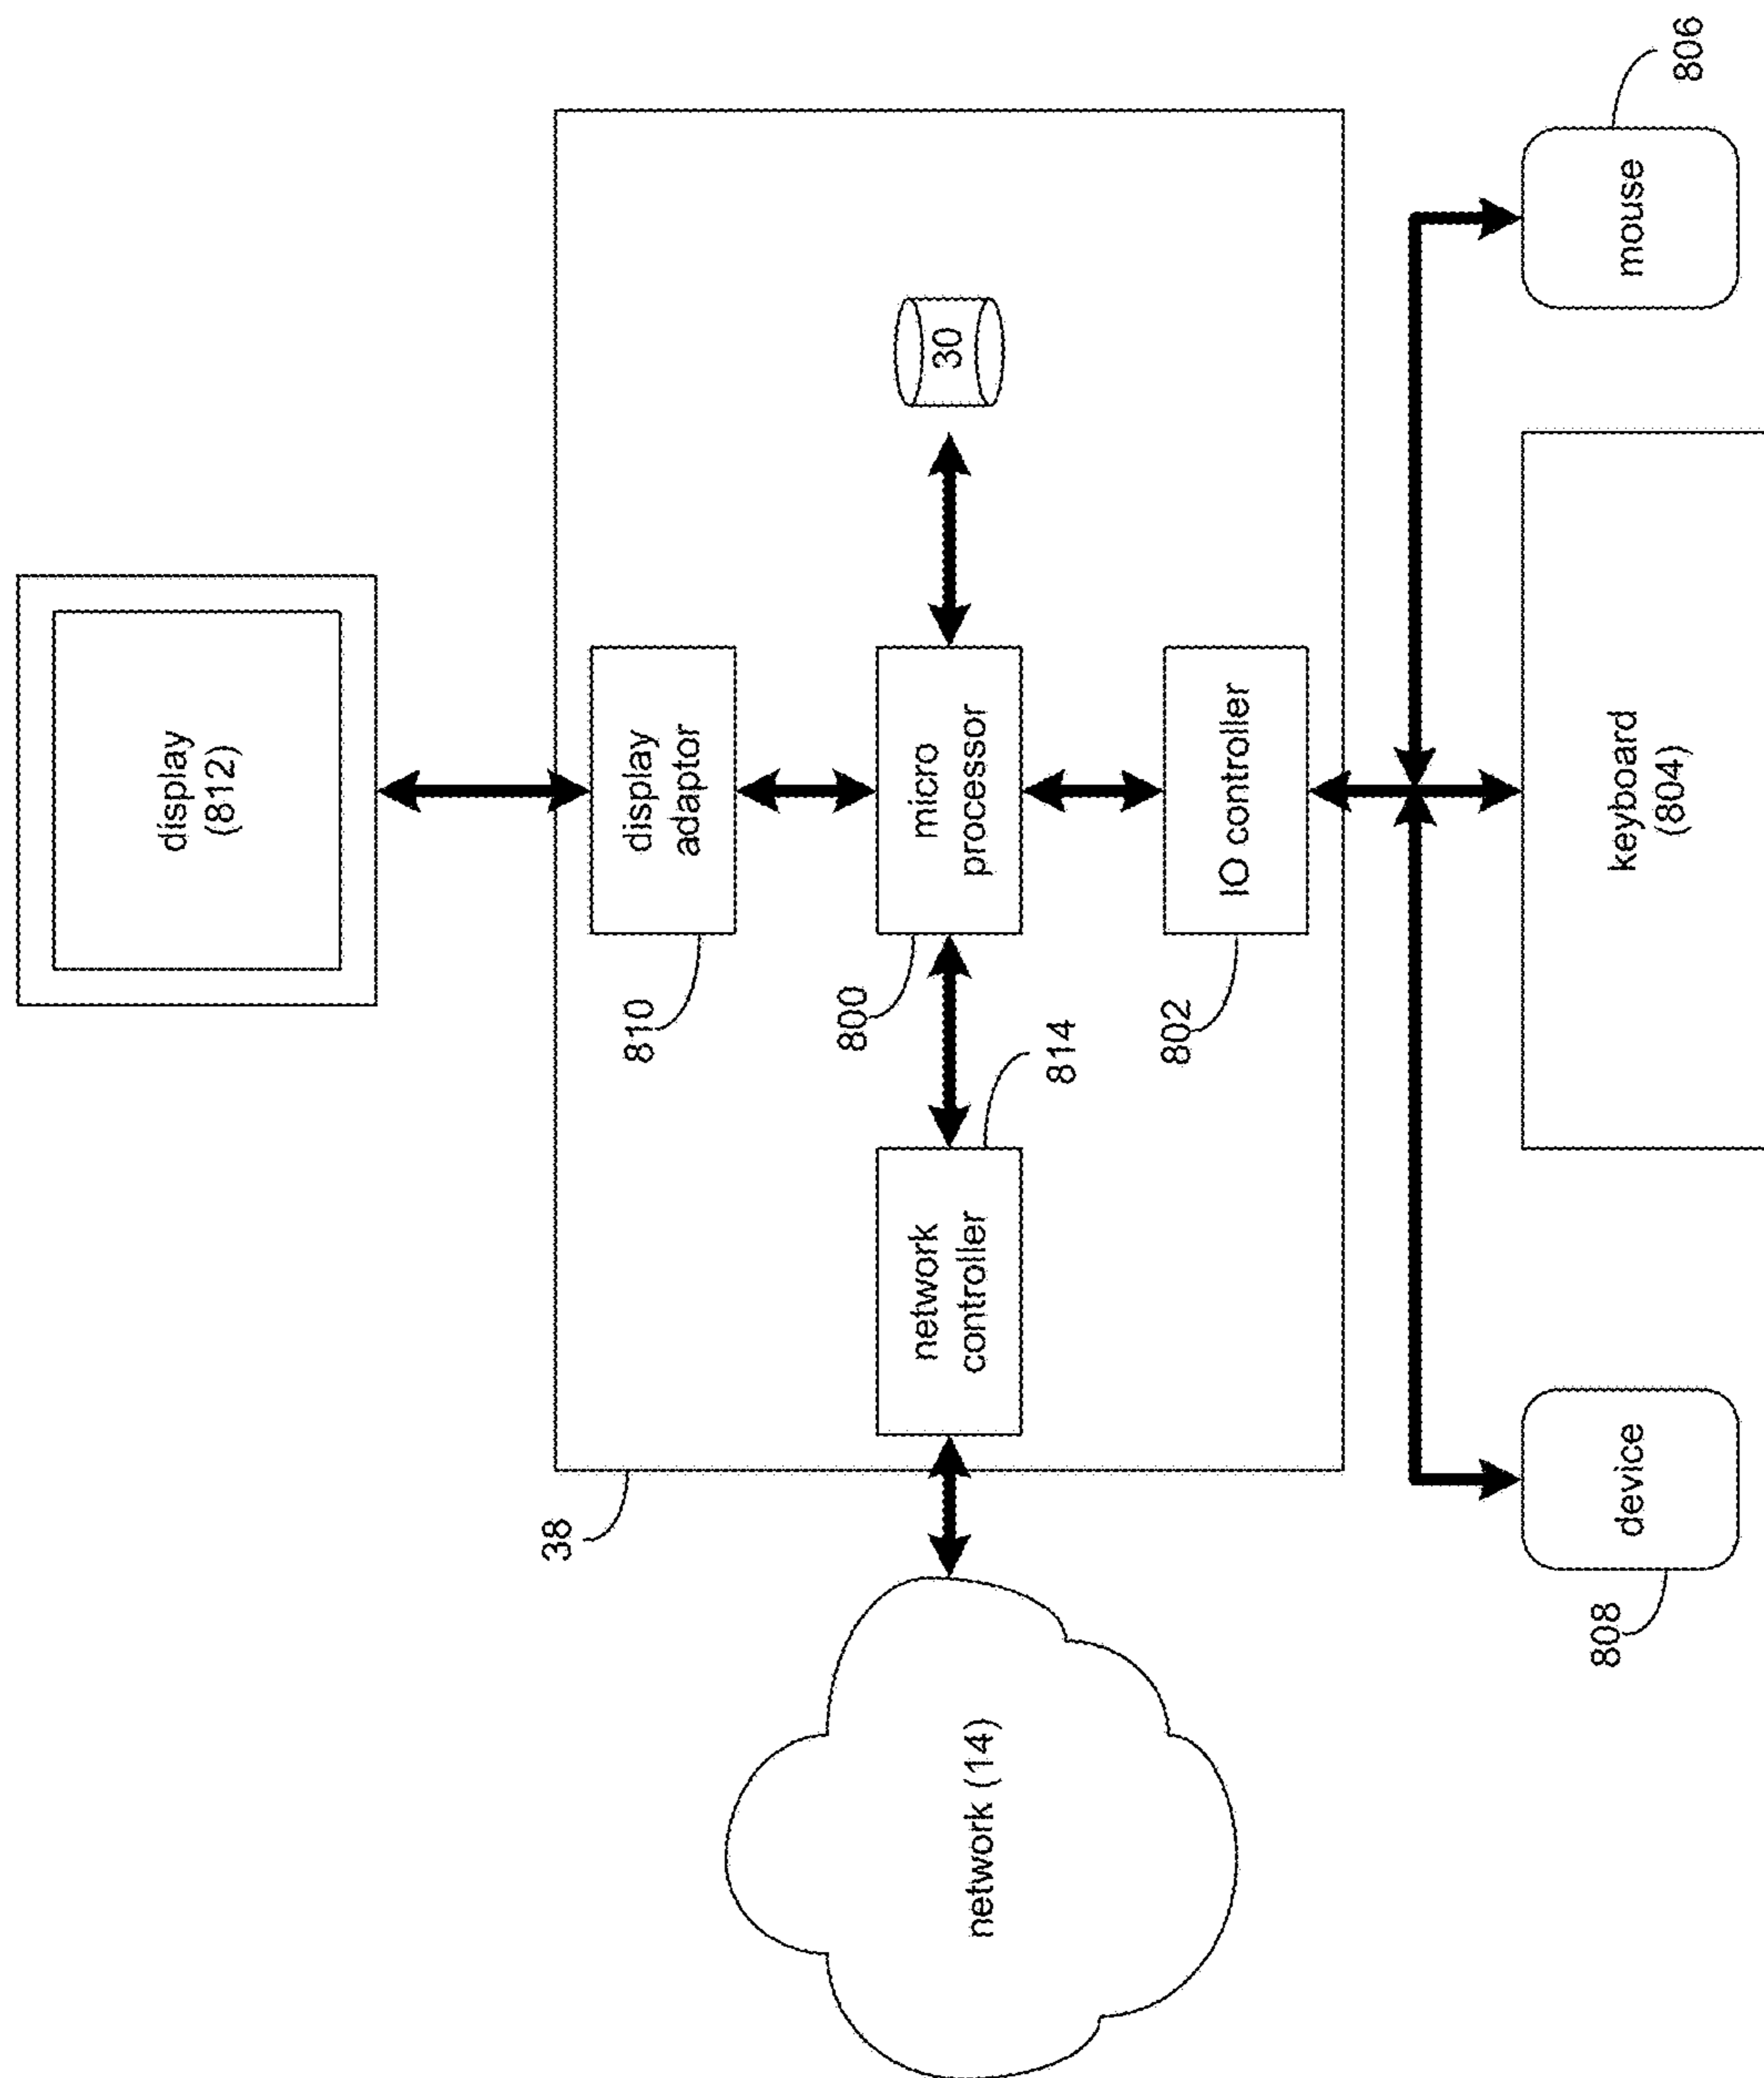 display
(812)
38
810
display
adaptor
800
network (14)
network
controller
micro
processor
30
814
802
IO controller
808
device
keyboard
(804)
mouse
806